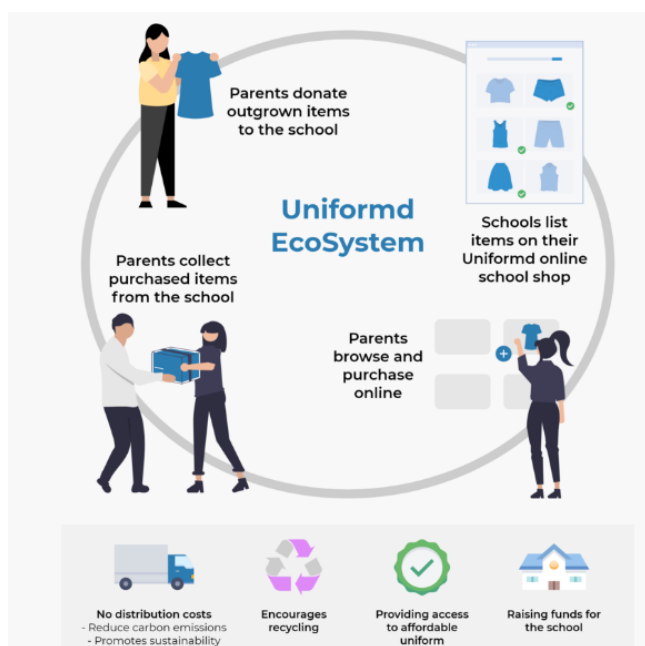 Parents donate
outgrown items
to the school
Uniformd
EcoSystem
Schools list
items on their
Uniformd online
school shop
Parents collect
purchased items
from the school
Parents
browse and
purchase
online
No distribution costs
- Reduce carbon emissions
- Promotes sustainability
Encourages
recycling
Providing access
to affordable
uniform
Raising funds for
the school